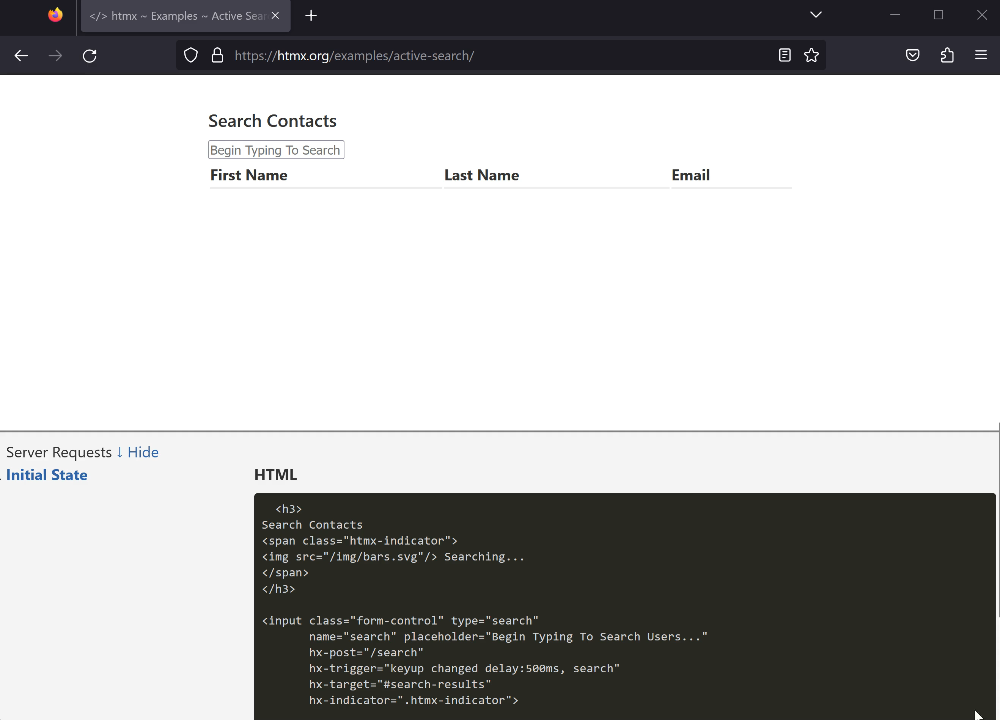 </> htmx ~ Examples ~ Active Sear
https://htmx.org/examples/active-search/
Search Contacts
Begin Typing To Search
First Name Last Name Email
Server Requests ↓ Hide
. Initial State
HTML
<h3>
Search Contacts
<span class="htmx-indicator">
<img src="/img/bars.svg"/> Searching...
</span>
</h3>
<input class="form-control" type="search"
name="search" placeholder="Begin Typing To Search Users..."
hx-post="/search"
hx-trigger="keyup changed delay:500ms, search"
hx-target="#search-results"
hx-indicator=".htmx-indicator">